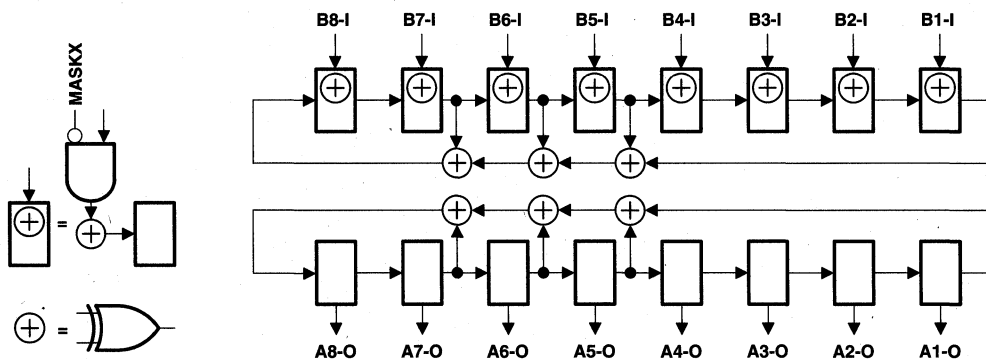 B8-I B7-I B6-I B5-I B4-I B3-I B2-I B1-I
MASKX
=
=
A8-O A7-O A6-O A5-O A4-O A3-O A2-O A1-O